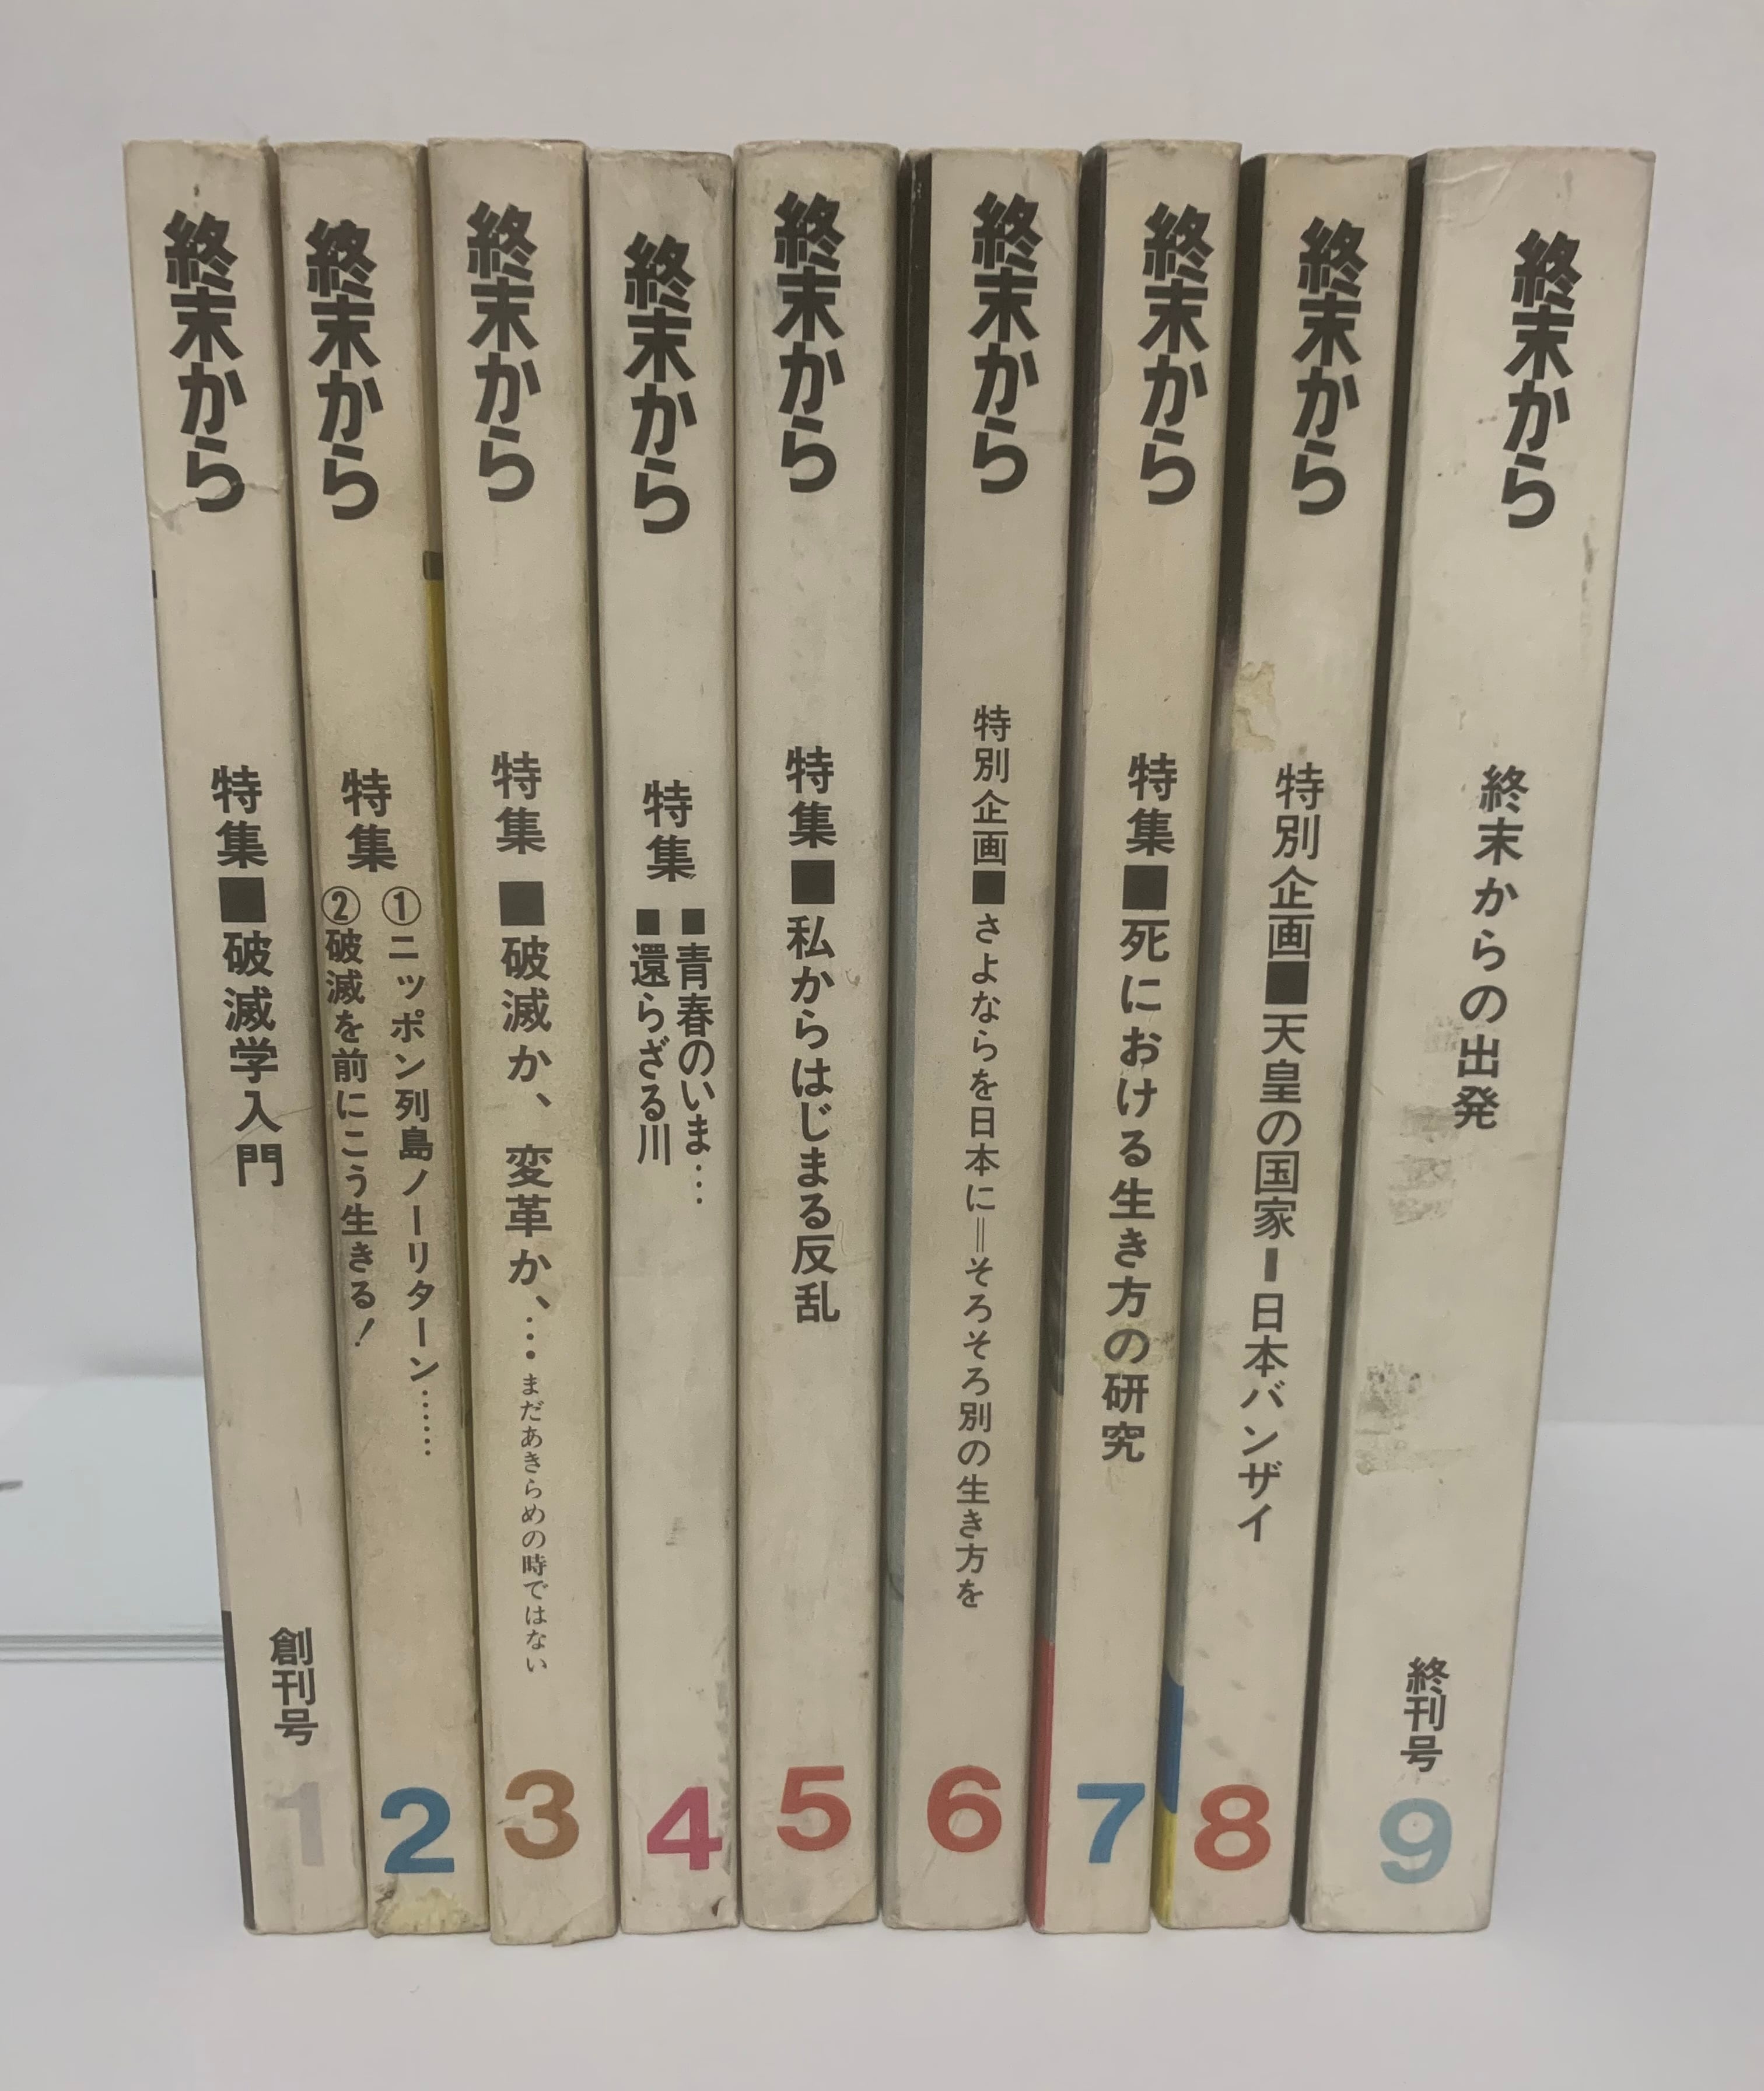 終末から
特集■破滅学入門
創刊号
1
終末から
特集
①ニッポン列島ノーリターン……
②破滅を前にこう生きる！
2
終末から
特集■破滅か、変革か、…
まだあきらめの時ではない
3
終末から
特集
■青春のいま…
■還らざる川
4
終末から
特集■私からはじまる反乱
5
終末から
特別企画■さよならを日本に＝そろそろ別の生き方を
6
終末から
特集■死における生き方の研究
7
終末から
特別企画■天皇の国家ー日本バンザイ
8
終末から
終末からの出発
終刊号
9